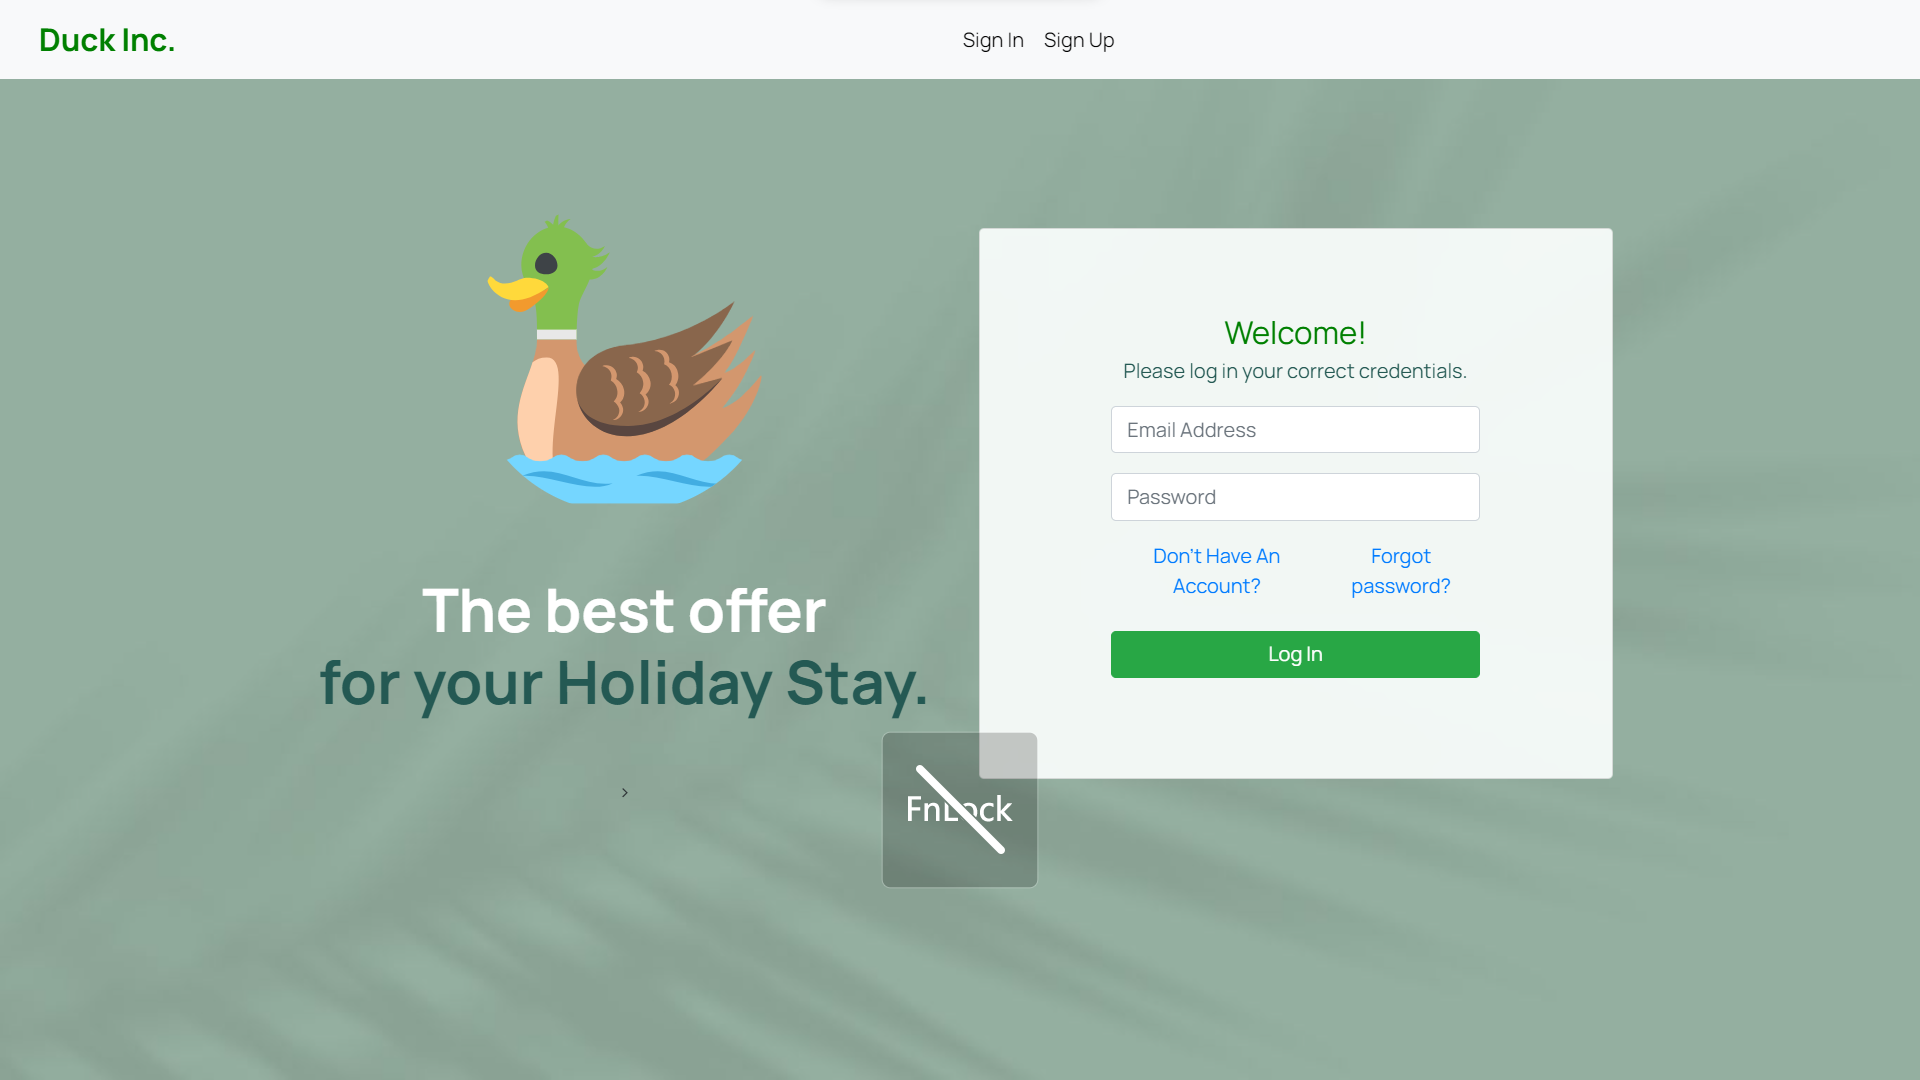 Duck Inc.
Sign In
Sign Up
The best offer
for your Holiday Stay.
>
Welcome!
Please log in your correct credentials.
Email Address
Password
Don't Have An
Account?
Forgot
password?
Log In
FnLock